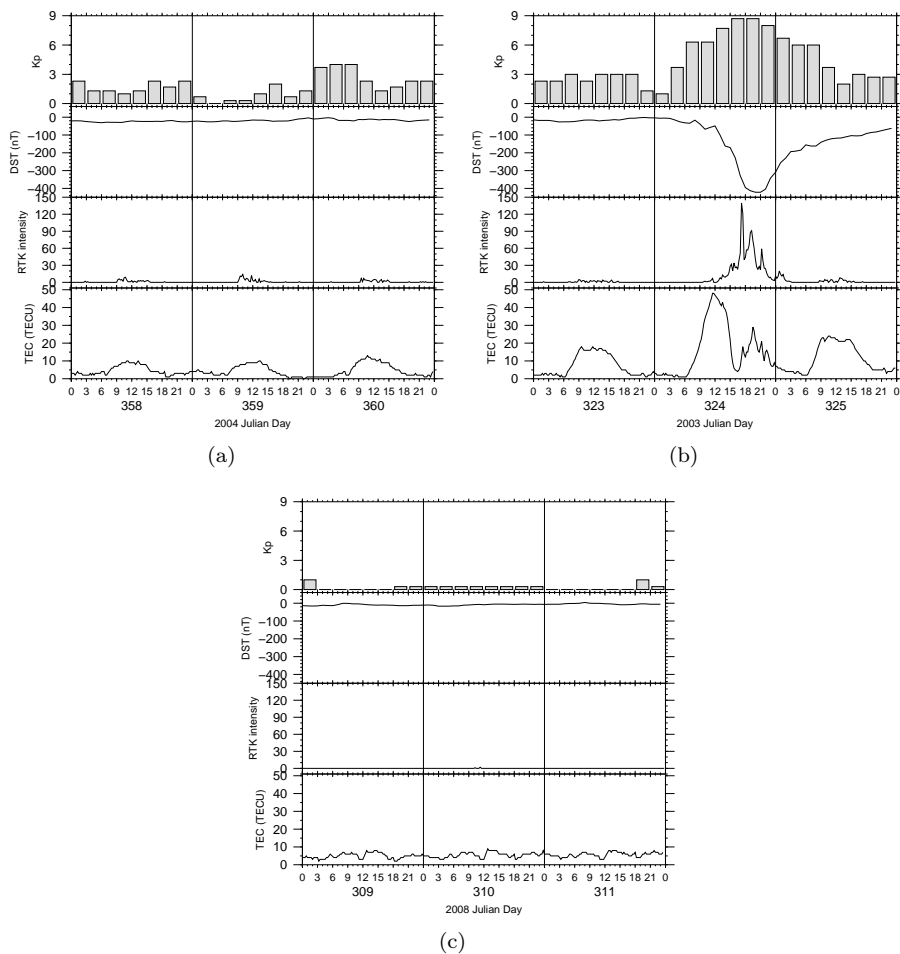 9
6
3
0
Kp
0
−100
−200
−300
−400
DST (nT)
150
120
90
60
30
0
RTK intensity
50
40
30
20
10
0
TEC (TECU)
0 3 6 9 12 15 18 21 0 3 6 9 12 15 18 21 0 3 6 9 12 15 18 21 0
358 359 360
2004 Julian Day
(a)
9
6
3
0
Kp
0
−100
−200
−300
−400
DST (nT)
150
120
90
60
30
0
RTK intensity
50
40
30
20
10
0
TEC (TECU)
0 3 6 9 12 15 18 21 0 3 6 9 12 15 18 21 0 3 6 9 12 15 18 21 0
323 324 325
2003 Julian Day
(b)
9
6
3
0
Kp
0
−100
−200
−300
−400
DST (nT)
150
120
90
60
30
0
RTK intensity
50
40
30
20
10
0
TEC (TECU)
0 3 6 9 12 15 18 21 0 3 6 9 12 15 18 21 0 3 6 9 12 15 18 21 0
309 310 311
2008 Julian Day
(c)